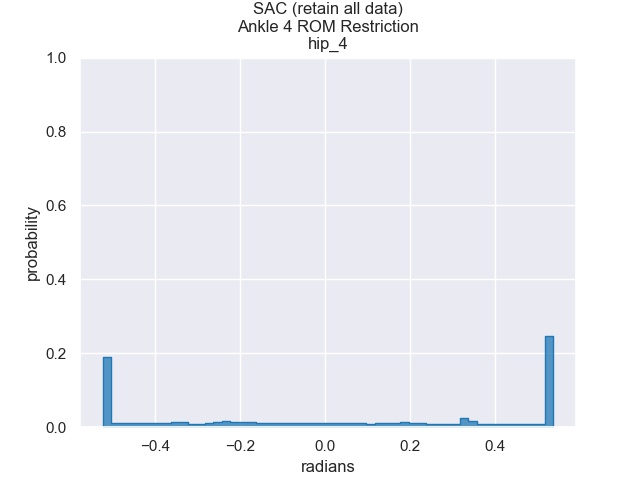 SAC (retain all data)
Ankle 4 ROM Restriction
hip_4
1.0
0.8
0.6
0.4
0.2
0.0
probability
−0.4
−0.2
0.0
0.2
0.4
radians